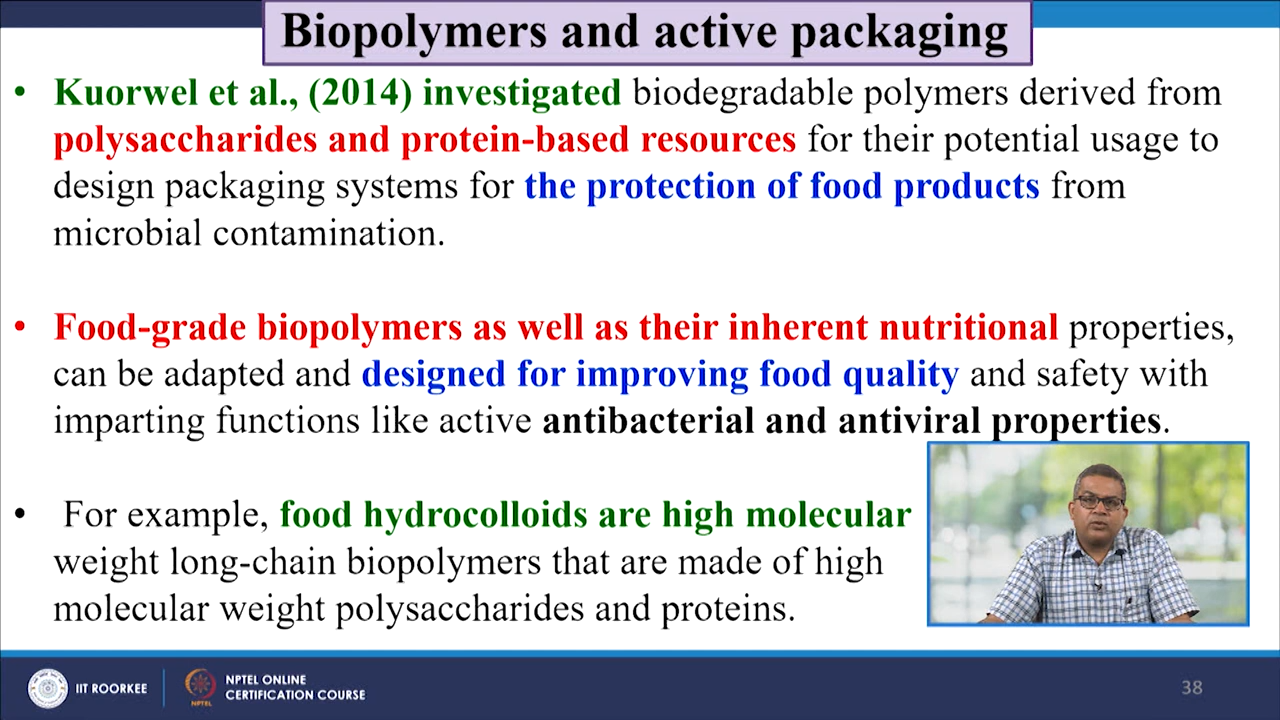 Biopolymers and active packaging
• Kuorwel et al., (2014) investigated biodegradable polymers derived from
polysaccharides and protein-based resources for their potential usage to
design packaging systems for the protection of food products from
microbial contamination.
• Food-grade biopolymers as well as their inherent nutritional properties,
can be adapted and designed for improving food quality and safety with
imparting functions like active antibacterial and antiviral properties.
• For example, food hydrocolloids are high molecular
weight long-chain biopolymers that are made of high
molecular weight polysaccharides and proteins.
IIT ROORKEE
NPTEL
NPTEL ONLINE
CERTIFICATION COURSE
38